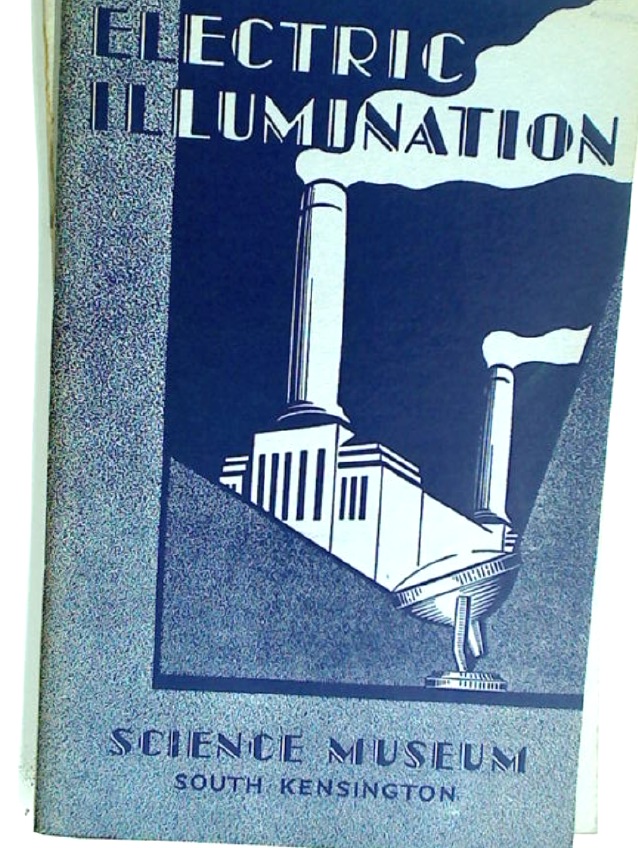 ELECTRIC
ILLUMINATION
SCIENCE MUSEUM
SOUTH KENSINGTON